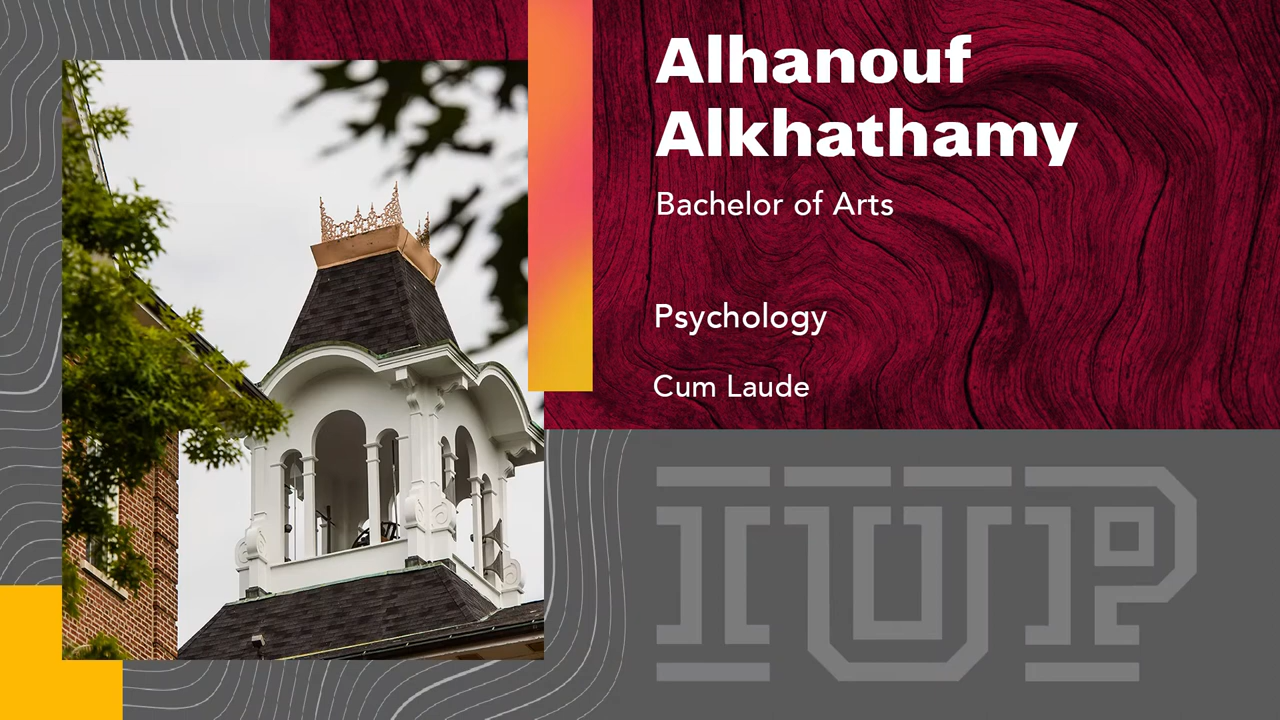 Alhanouf
Alkhathamy
Bachelor of Arts
Psychology
Cum Laude
IUP